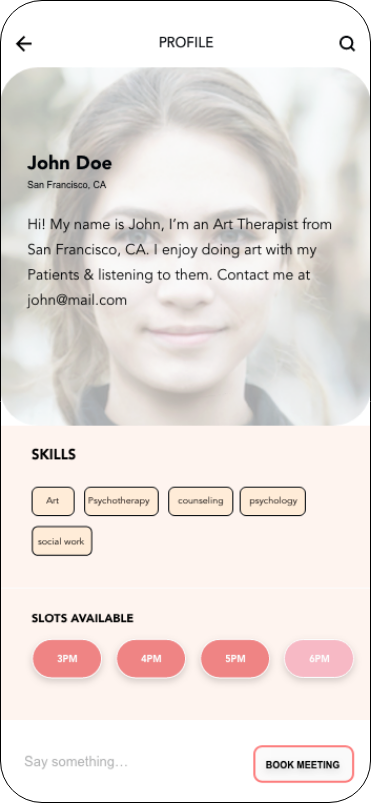 PROFILE
John Doe
San Francisco, CA
Hi! My name is John, I’m an Art Therapist from
San Francisco, CA. I enjoy doing art with my
Patients & listening to them. Contact me at
john@mail.com
SKILLS
Art Psychotherapy counseling psychology
social work
SLOTS AVAILABLE
3PM 4PM 5PM 6PM
Say something... BOOK MEETING